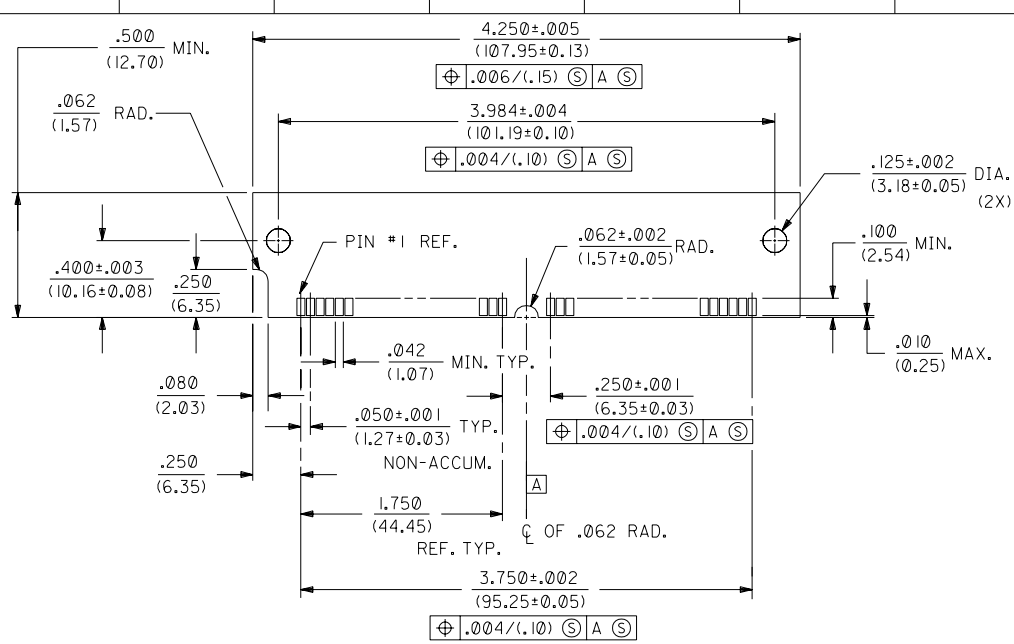 .500 MIN.
(12.70)
4.250±.005
(107.95±0.13)
⌖ .006/(.15) Ⓢ A Ⓢ
.062 RAD.
(1.57)
3.984±.004
(101.19±0.10)
⌖ .004/(.10) Ⓢ A Ⓢ
.125±.002 DIA.
(3.18±0.05)
(2X)
PIN #1 REF.
.062±.002 RAD.
(1.57±0.05)
.100 MIN.
(2.54)
.400±.003
(10.16±0.08)
.250
(6.35)
.042 MIN. TYP.
(1.07)
.010 MAX.
(0.25)
.080
(2.03)
.250±.001
(6.35±0.03)
⌖ .004/(.10) Ⓢ A Ⓢ
.050±.001 TYP.
(1.27±0.03)
NON-ACCUM.
.250
(6.35)
A
1.750
(44.45)
REF. TYP.
℄ OF .062 RAD.
3.750±.002
(95.25±0.05)
⌖ .004/(.10) Ⓢ A Ⓢ